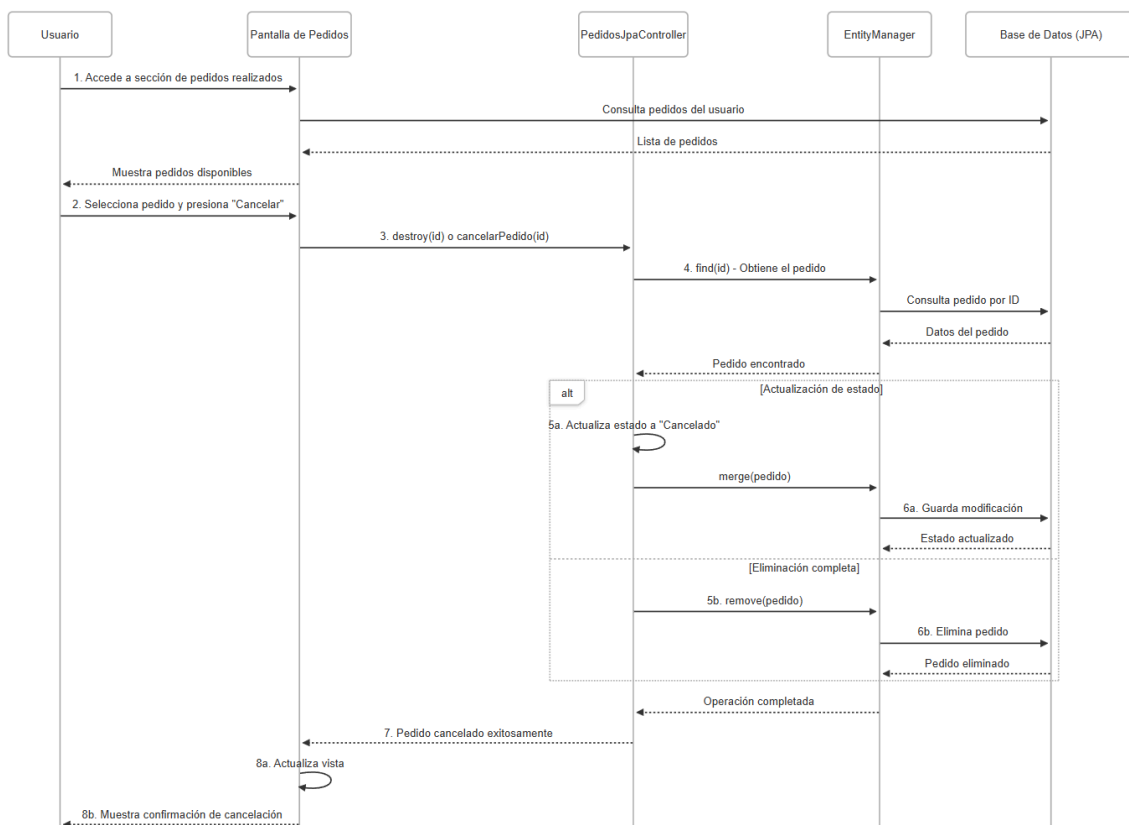 Usuario
Pantalla de Pedidos
PedidosJpaController
EntityManager
Base de Datos (JPA)
1. Accede a sección de pedidos realizados
Consulta pedidos del usuario
Lista de pedidos
Muestra pedidos disponibles
2. Selecciona pedido y presiona "Cancelar"
3. destroy(id) o cancelarPedido(id)
4. find(id) - Obtiene el pedido
Consulta pedido por ID
Datos del pedido
Pedido encontrado
alt
[Actualización de estado]
5a. Actualiza estado a "Cancelado"
merge(pedido)
6a. Guarda modificación
Estado actualizado
[Eliminación completa]
5b. remove(pedido)
6b. Elimina pedido
Pedido eliminado
Operación completada
7. Pedido cancelado exitosamente
8a. Actualiza vista
8b. Muestra confirmación de cancelación